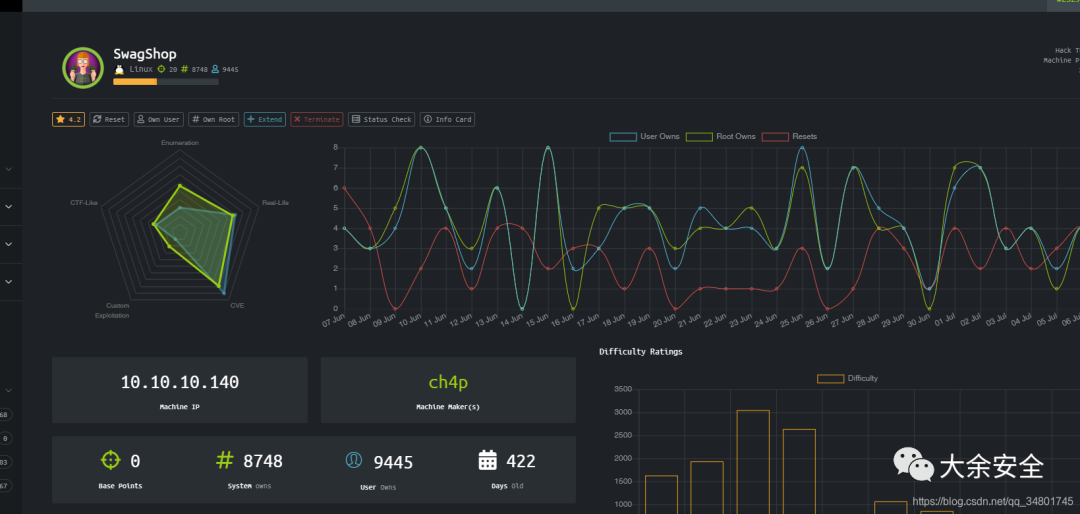 SwagShop
Linux 20 # 8748 9445
Hack T
Machine P
4.2 Reset Own User # Own Root + Extend × Terminate Status Check Info Card
Enumeration
CTF-Like
Real-Life
Custom
Exploitation
CVE
User Owns Root Owns Resets
8
7
6
5
4
3
2
1
0
07 Jun 08 Jun 09 Jun 10 Jun 11 Jun 12 Jun 13 Jun 14 Jun 15 Jun 16 Jun 17 Jun 18 Jun 19 Jun 20 Jun 21 Jun 22 Jun 23 Jun 24 Jun 25 Jun 26 Jun 27 Jun 28 Jun 29 Jun 30 Jun 01 Jul 02 Jul 03 Jul 04 Jul 05 Jul 06 Ju
10.10.10.140
Machine IP
ch4p
Machine Maker(s)
0
Base Points
# 8748
System Owns
9445
User Owns
422
Days Old
Difficulty Ratings
Difficulty
3500
3000
2500
2000
1500
1000
68
0
83
67
大余安全
https://blog.csdn.net/qq_34801745